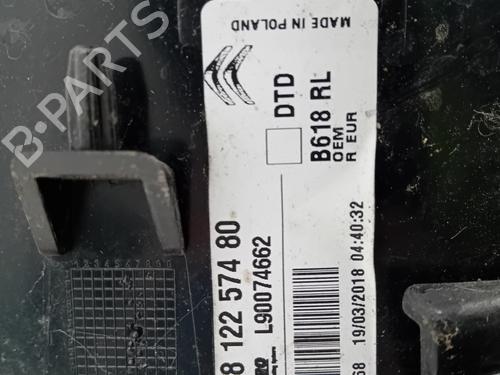 MADE IN POLAND
DTD
B618 RL
OEM
R EUR
8 122 574 80
L90074662
68 19/03/2018 04:40:32
B-PARTS